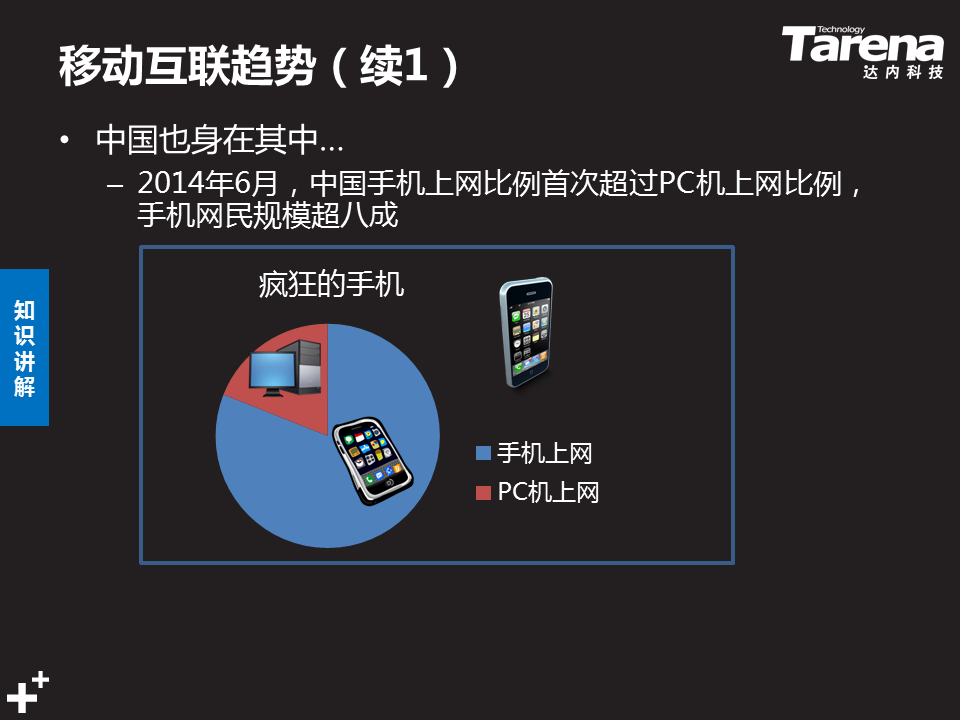 移动互联趋势（续1）
Technology
Tarena
达内科技
• 中国也身在其中…
– 2014年6月，中国手机上网比例首次超过PC机上网比例，
手机网民规模超八成
知识讲解
疯狂的手机
手机上网
PC机上网